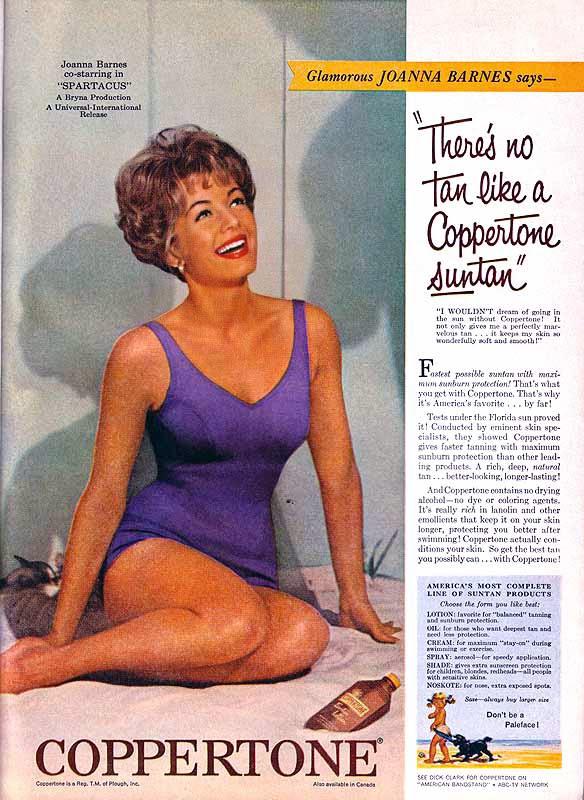 Joanna Barnes
co-starring in
"SPARTACUS"
A Bryna Production
A Universal-International
Release
Glamorous JOANNA BARNES says—
"There's no
tan like a
Coppertone
suntan"
"I WOULDN'T dream of going in
the sun without Coppertone! It
not only gives me a perfectly mar-
velous tan . . . it keeps my skin so
wonderfully soft and smooth!"
Fastest possible suntan with maxi-
mum sunburn protection! That's what
you get with Coppertone. That's why
it's America's favorite . . . by far!
Tests under the Florida sun proved
it! Conducted by eminent skin spe-
cialists, they showed Coppertone
gives faster tanning with maximum
sunburn protection than other lead-
ing products. A rich, deep, natural
tan . . . better-looking, longer-lasting!
And Coppertone contains no drying
alcohol—no dye or coloring agents.
It's really rich in lanolin and other
emollients that keep it on your skin
longer, protecting you better after
swimming! Coppertone actually con-
ditions your skin. So get the best tan
you possibly can . . . with Coppertone!
AMERICA'S MOST COMPLETE
LINE OF SUNTAN PRODUCTS
Choose the form you like best:
LOTION: favorite for "balanced" tanning
and sunburn protection.
OIL: for those who want deepest tan and
need less protection.
CREAM: for maximum "stay-on" during
swimming or exercise.
SPRAY: aerosol—for speedy application.
SHADE: gives extra sunscreen protection
for children, blondes, redheads—all people
with sensitive skins.
NOSKOTE: for nose, extra exposed spots.
Save—always buy larger size
Don't be a
Paleface!
COPPERTONE®
Coppertone is a Reg. T.M. of Plough, Inc.
Also available in Canada
SEE DICK CLARK FOR COPPERTONE ON
"AMERICAN BANDSTAND" • ABC-TV NETWORK